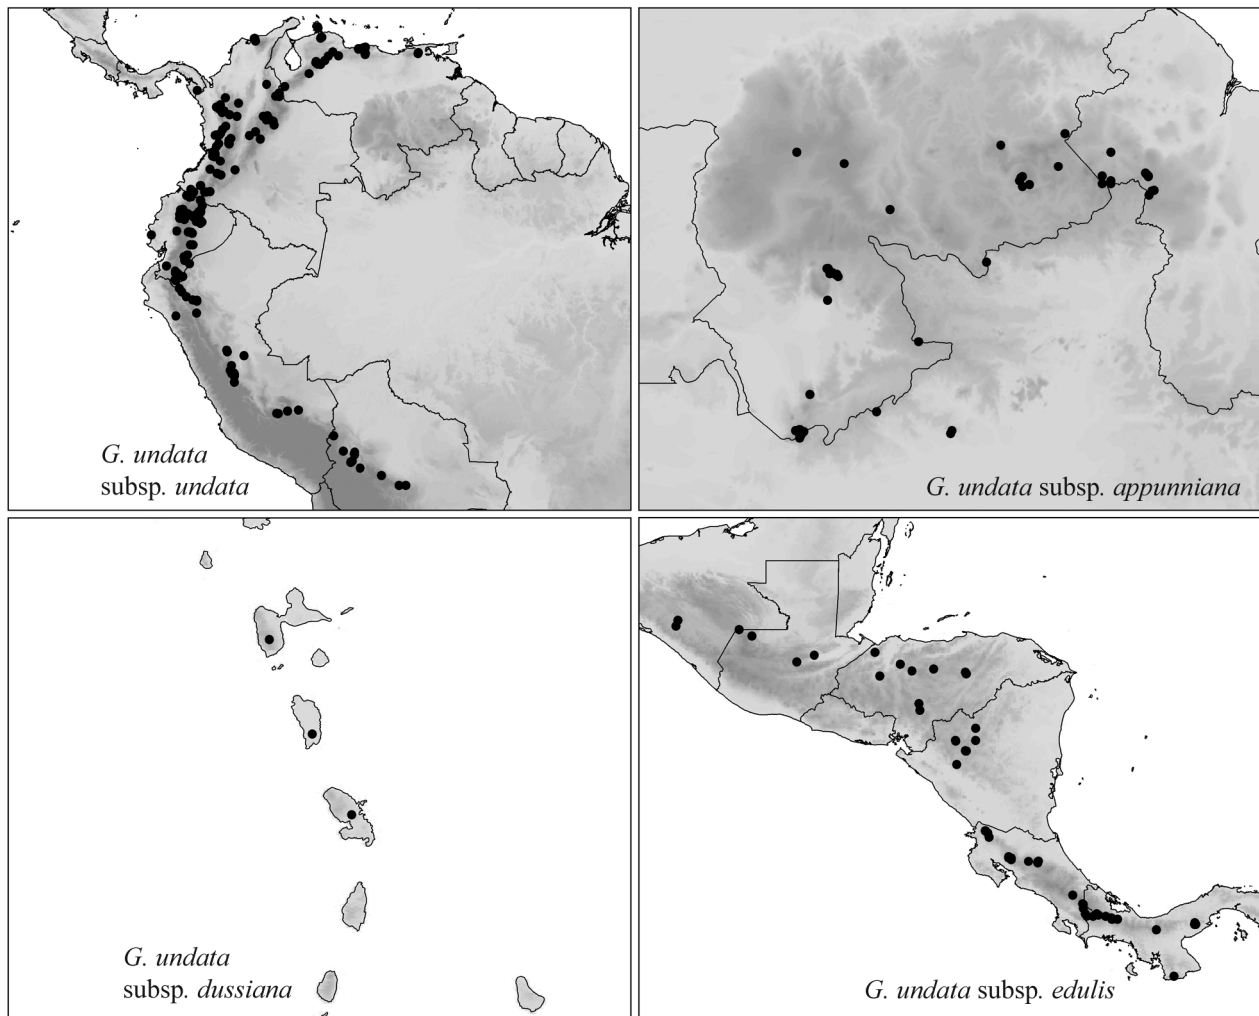 G. undata
subsp. undata
G. undata subsp. appunniana
G. undata
subsp. dussiana
G. undata subsp. edulis